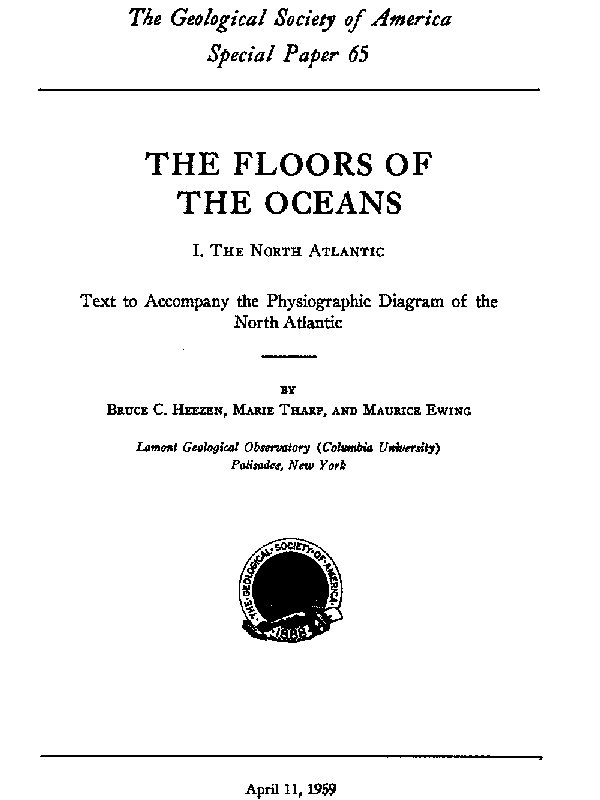 The Geological Society of America
Special Paper 65
THE FLOORS OF
THE OCEANS
I. THE NORTH ATLANTIC
Text to Accompany the Physiographic Diagram of the
North Atlantic
BY
BRUCE C. HEEZEN, MARIE THARP, AND MAURICE EWING
Lamont Geological Observatory (Columbia University)
Palisades, New York
THE·GEOLOGICAL·SOCIETY·OF·AMERICA
1888
April 11, 1959